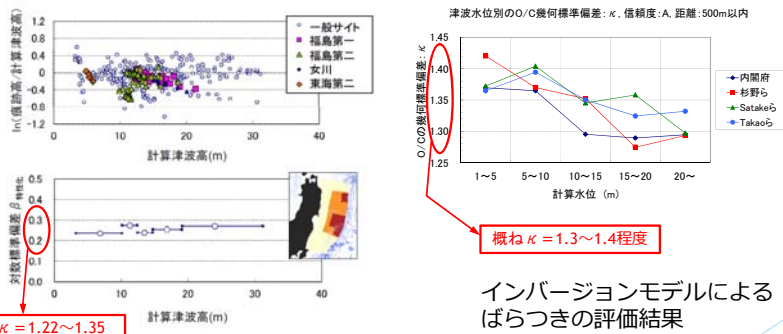 ln(痕跡高/計算津波高)
1.2
0.4
0
-0.4
-1.2
0
10
20
30
40
計算津波高(m)
一般サイト
福島第一
福島第二
女川
東海第二
対数標準偏差β特性化
0.5
0.4
0.3
0.2
0.1
0.0
0
10
20
30
40
計算津波高(m)
κ=1.22～1.35
津波水位別のO/C幾何標準偏差:κ, 信頼度:A, 距離:500m以内
O/Cの幾何標準偏差:κ
1.45
1.40
1.35
1.30
1.25
1～5
5～10
10～15
15～20
20～
計算水位 (m)
内閣府
杉野ら
Satakeら
Takaoら
概ねκ=1.3～1.4程度
インバージョンモデルによる
ばらつきの評価結果